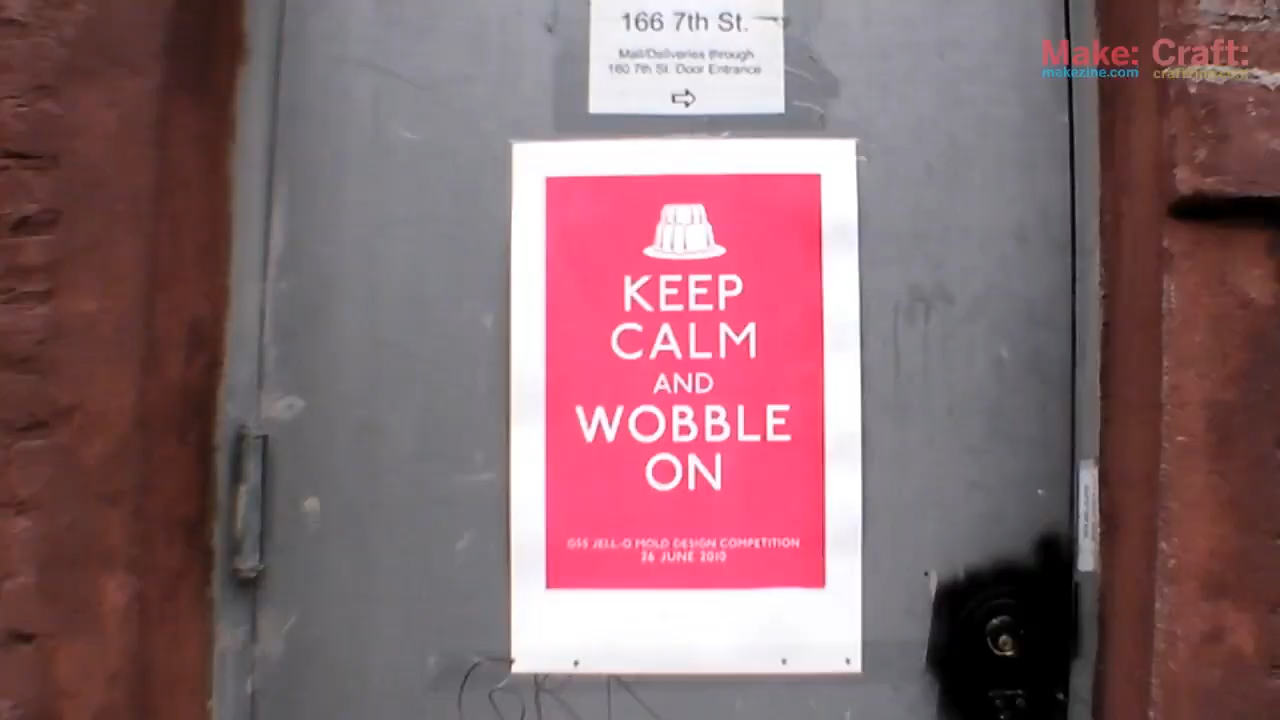 166 7th St.
Mail/Deliveries through
160 7th St. Door Entrance
Make: Craft:
makezine.com
KEEP
CALM
AND
WOBBLE
ON
GSS JELL-O MOLD DESIGN COMPETITION
26 JUNE 2010